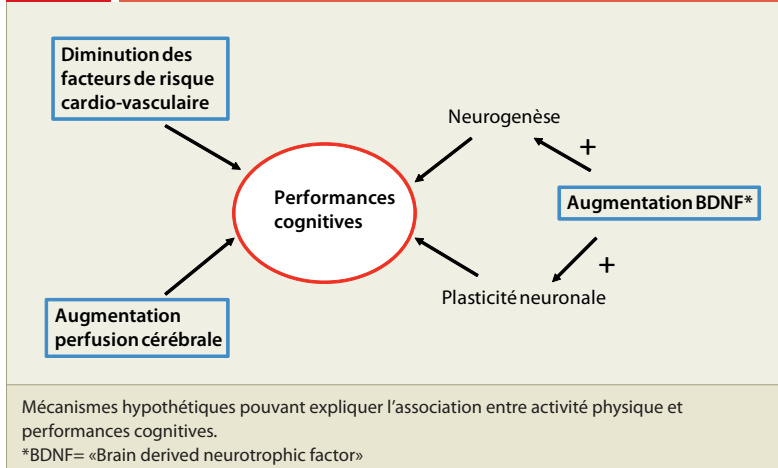 Diminution des
facteurs de risque
cardio-vasculaire
Neurogenèse
+
Performances
cognitives
Augmentation BDNF*
+
Plasticité neuronale
Augmentation
perfusion cérébrale
Mécanismes hypothétiques pouvant expliquer l’association entre activité physique et
performances cognitives.
*BDNF= «Brain derived neurotrophic factor»